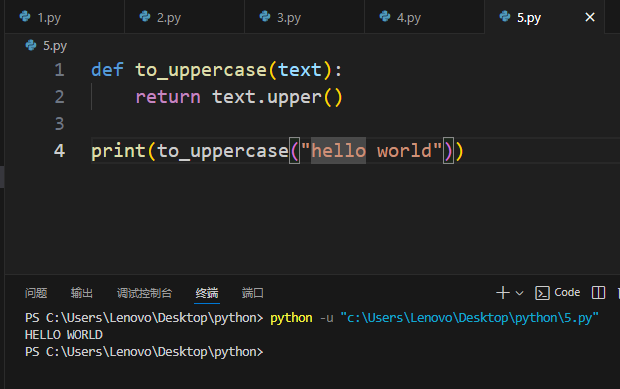 1.py 2.py 3.py 4.py 5.py
5.py
1 def to_uppercase(text):
2     return text.upper()
3
4 print(to_uppercase("hello world"))
问题 输出 调试控制台 终端 端口 Code
PS C:\Users\Lenovo\Desktop\python> python -u "c:\Users\Lenovo\Desktop\python\5.py"
HELLO WORLD
PS C:\Users\Lenovo\Desktop\python>